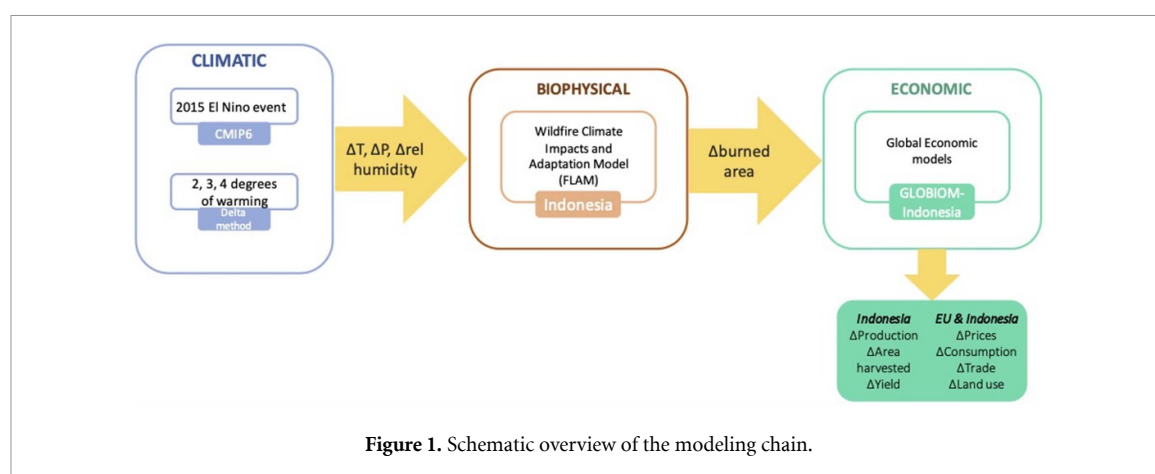 CLIMATIC
2015 El Nino event
CMIP6
2, 3, 4 degrees
of warming
Delta
method
ΔT, ΔP, Δrel
humidity
BIOPHYSICAL
Wildfire Climate
Impacts and
Adaptation Model
(FLAM)
Indonesia
Δburned
area
ECONOMIC
Global Economic
models
GLOBIOM-
Indonesia
Indonesia
ΔProduction
ΔArea
harvested
ΔYield
EU & Indonesia
ΔPrices
ΔConsumption
ΔTrade
ΔLand use
Figure 1. Schematic overview of the modeling chain.